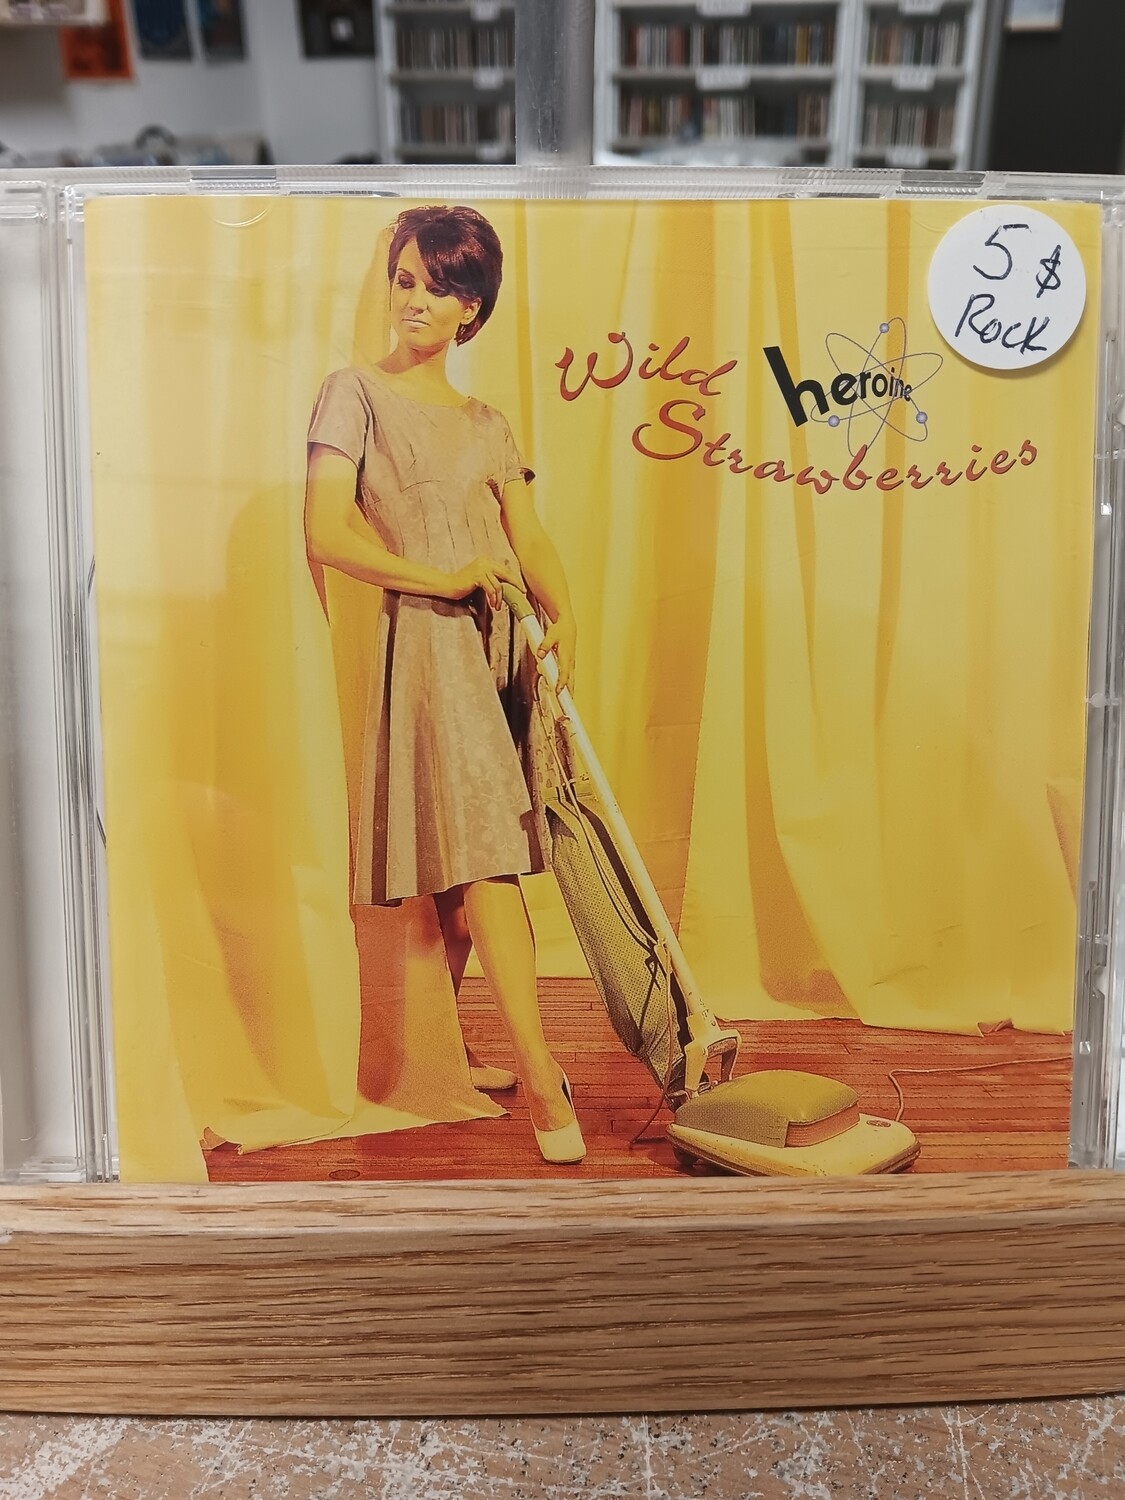 5 $
Rock
Wild
heroine
Strawberries